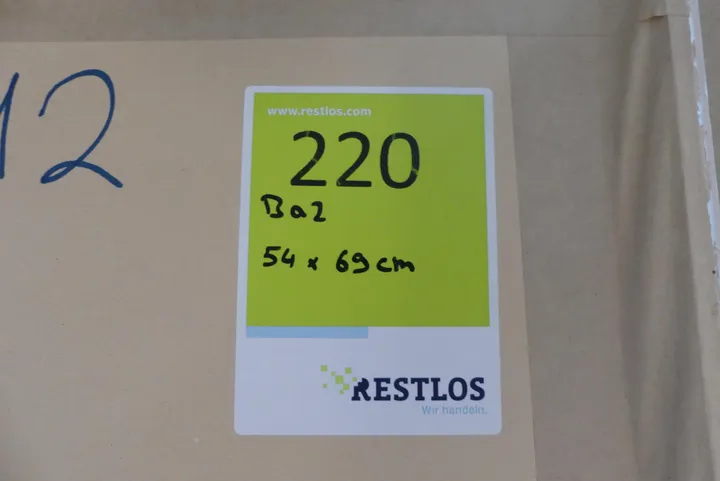 12
www.restlos.com
220
Ba2
54 x 69 cm
RESTLOS
Wir handeln.